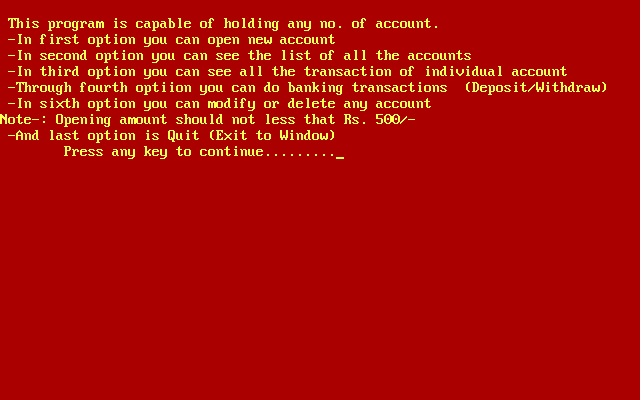 This program is capable of holding any no. of account.
-In first option you can open new account
-In second option you can see the list of all the accounts
-In third option you can see all the transaction of individual account
-Through fourth optiion you can do banking transactions  (Deposit/Withdraw)
-In sixth option you can modify or delete any account
Note-: Opening amount should not less that Rs. 500/-
-And last option is Quit (Exit to Window)
Press any key to continue........._